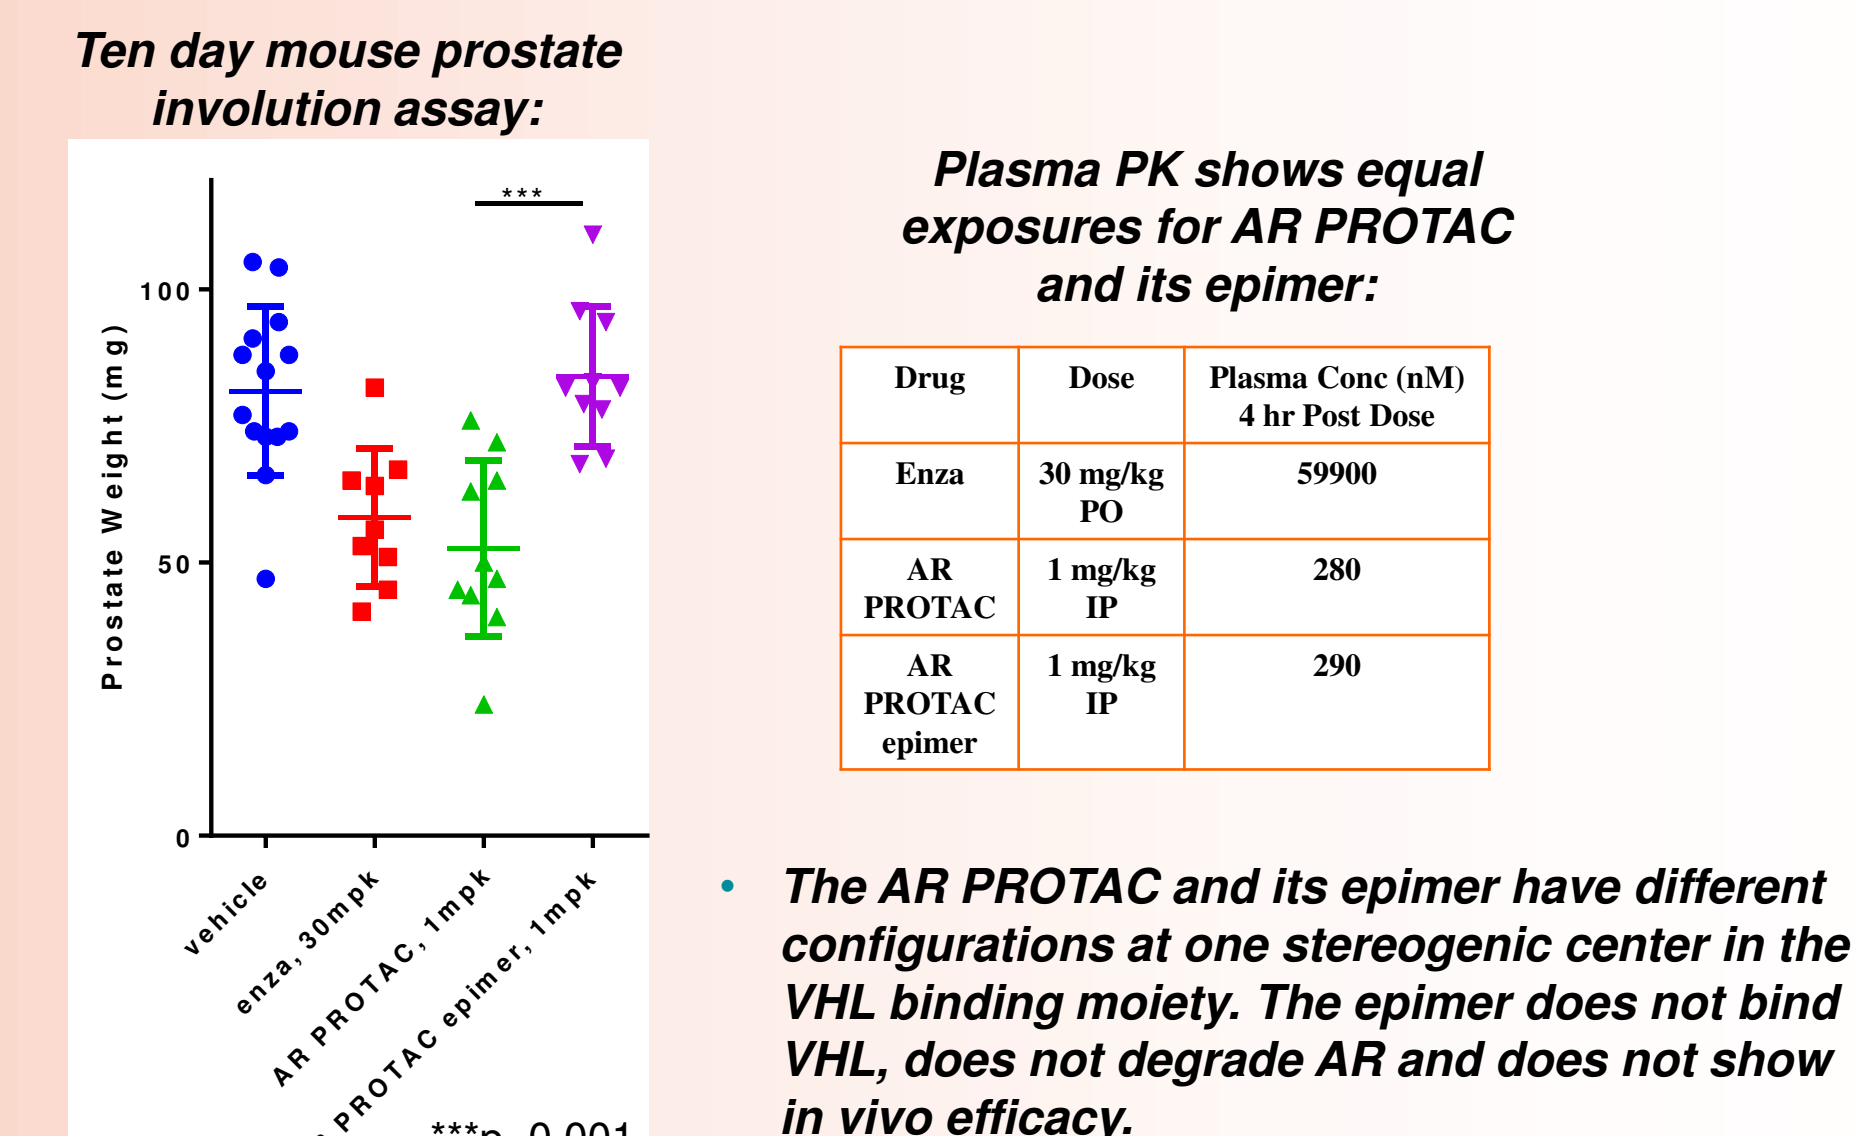 Ten day mouse prostate
involution assay:
***
100
50
0
Prostate Weight (mg)
vehicle
enza, 30mpk
AR PROTAC, 1mpk
PROTAC epimer, 1mpk
Plasma PK shows equal
exposures for AR PROTAC
and its epimer:
Drug
Dose
Plasma Conc (nM)
4 hr Post Dose
Enza
30 mg/kg
PO
59900
AR
PROTAC
1 mg/kg
IP
280
AR
PROTAC
epimer
1 mg/kg
IP
290
• The AR PROTAC and its epimer have different
configurations at one stereogenic center in the
VHL binding moiety. The epimer does not bind
VHL, does not degrade AR and does not show
in vivo efficacy.